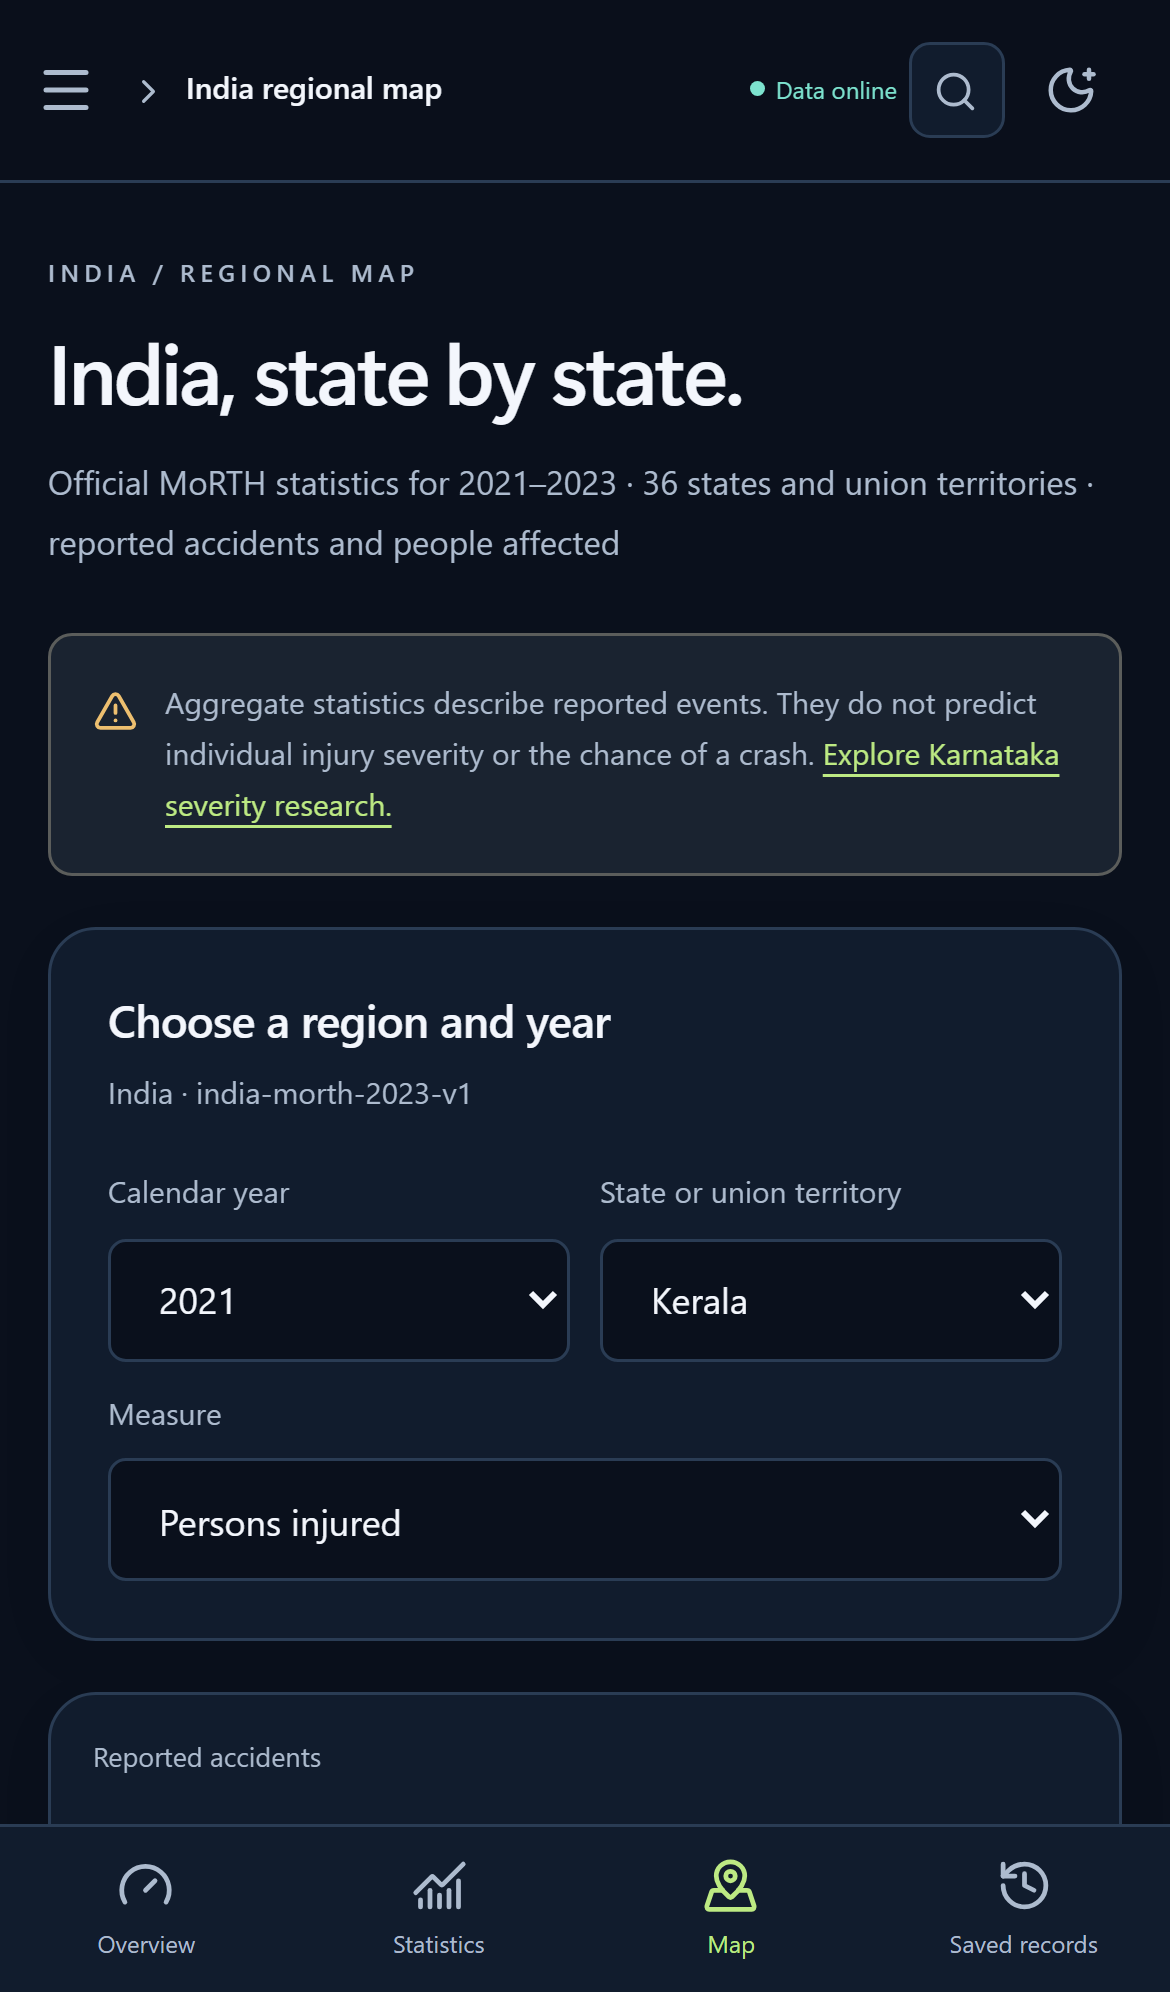 India regional map
Data online
INDIA / REGIONAL MAP
India, state by state.
Official MoRTH statistics for 2021–2023 · 36 states and union territories ·
reported accidents and people affected
Aggregate statistics describe reported events. They do not predict
individual injury severity or the chance of a crash. Explore Karnataka
severity research.
Choose a region and year
India · india-morth-2023-v1
Calendar year
State or union territory
2021
Kerala
Measure
Persons injured
Reported accidents
Overview
Statistics
Map
Saved records